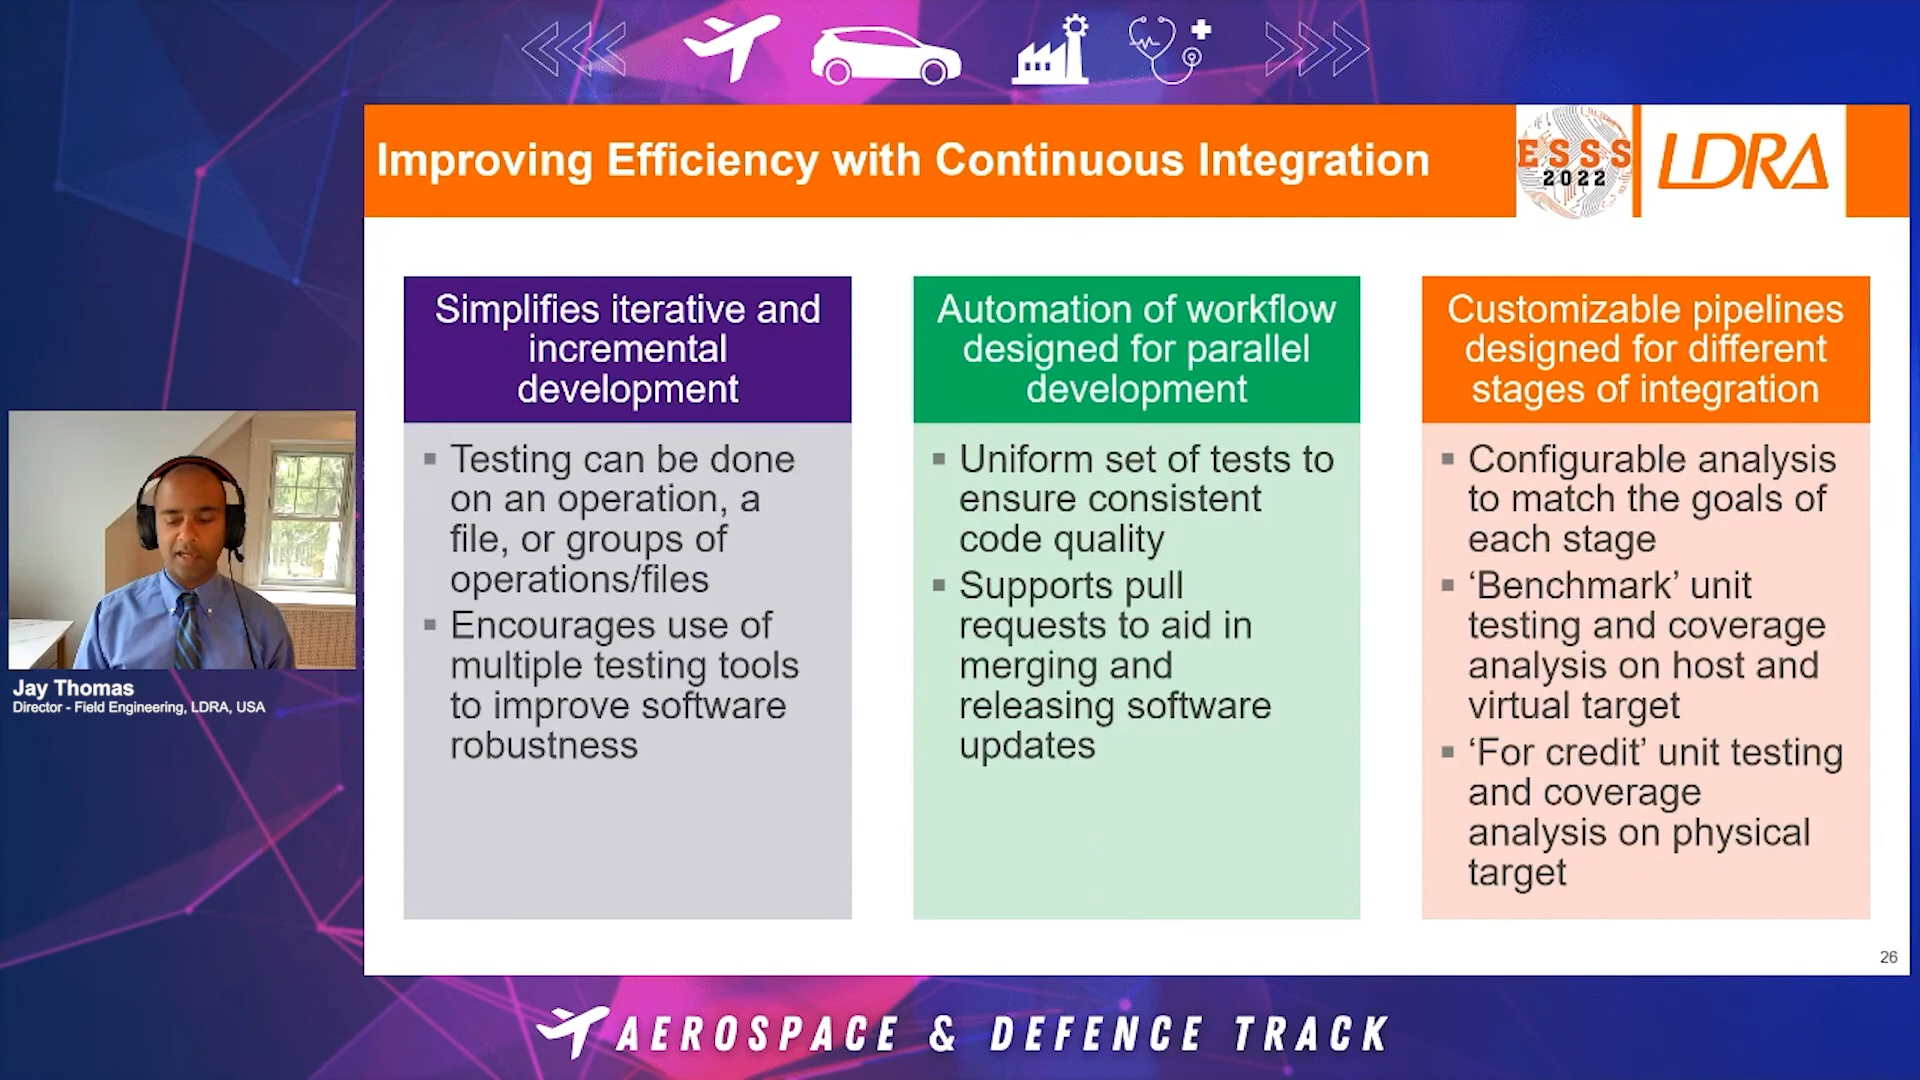 Improving Efficiency with Continuous Integration
ESSS
2022
LDRA
Simplifies iterative and
incremental
development
▪ Testing can be done
on an operation, a
file, or groups of
operations/files
▪ Encourages use of
multiple testing tools
to improve software
robustness
Automation of workflow
designed for parallel
development
▪ Uniform set of tests to
ensure consistent
code quality
▪ Supports pull
requests to aid in
merging and
releasing software
updates
Customizable pipelines
designed for different
stages of integration
▪ Configurable analysis
to match the goals of
each stage
▪ ‘Benchmark’ unit
testing and coverage
analysis on host and
virtual target
▪ ‘For credit’ unit testing
and coverage
analysis on physical
target
Jay Thomas
Director - Field Engineering, LDRA, USA
26
AEROSPACE & DEFENCE TRACK